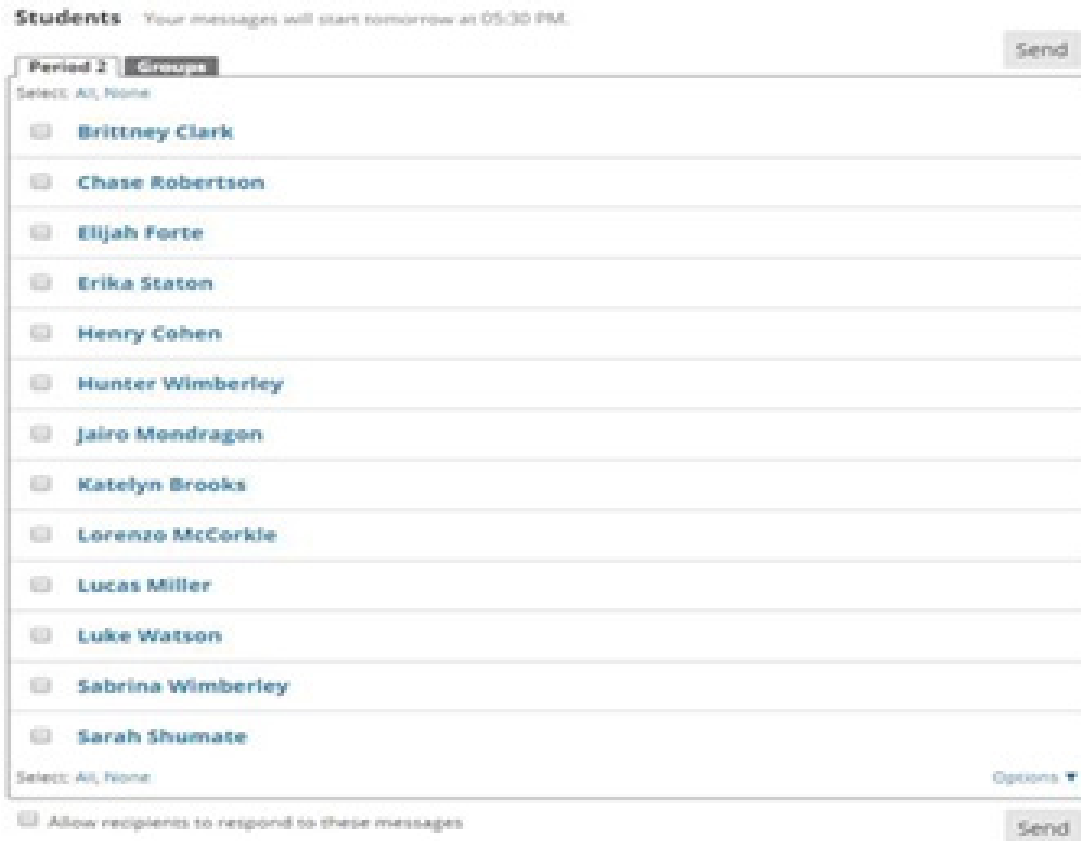 Students Your messages will start tomorrow at 05:30 PM.
Send
Period 2 Groups
Select: All, None
Brittney Clark
Chase Robertson
Elijah Forte
Erika Staton
Henry Cohen
Hunter Wimberley
Jairo Mondragon
Katelyn Brooks
Lorenzo McCorkle
Lucas Miller
Luke Watson
Sabrina Wimberley
Sarah Shumate
Select: All, None Options ▼
Allow recipients to respond to these messages
Send